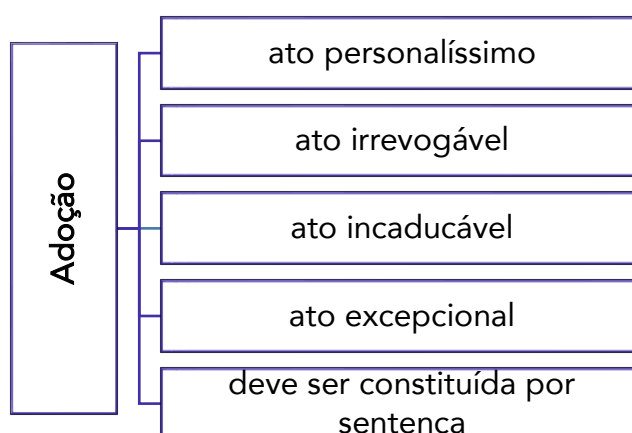 Adoção
ato personalíssimo
ato irrevogável
ato incaducável
ato excepcional
deve ser constituída por
sentença